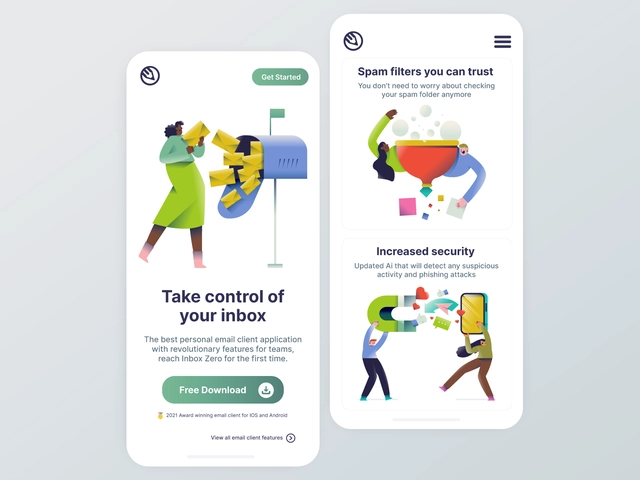 Get Started
Take control of
your inbox
The best personal email client application
with revolutionary features for teams,
reach Inbox Zero for the first time.
Free Download
2021 Award winning email client for IOS and Android
View all email client features
Spam filters you can trust
You don't need to worry about checking
your spam folder anymore
Increased security
Updated Ai that will detect any suspicious
activity and phishing attacks